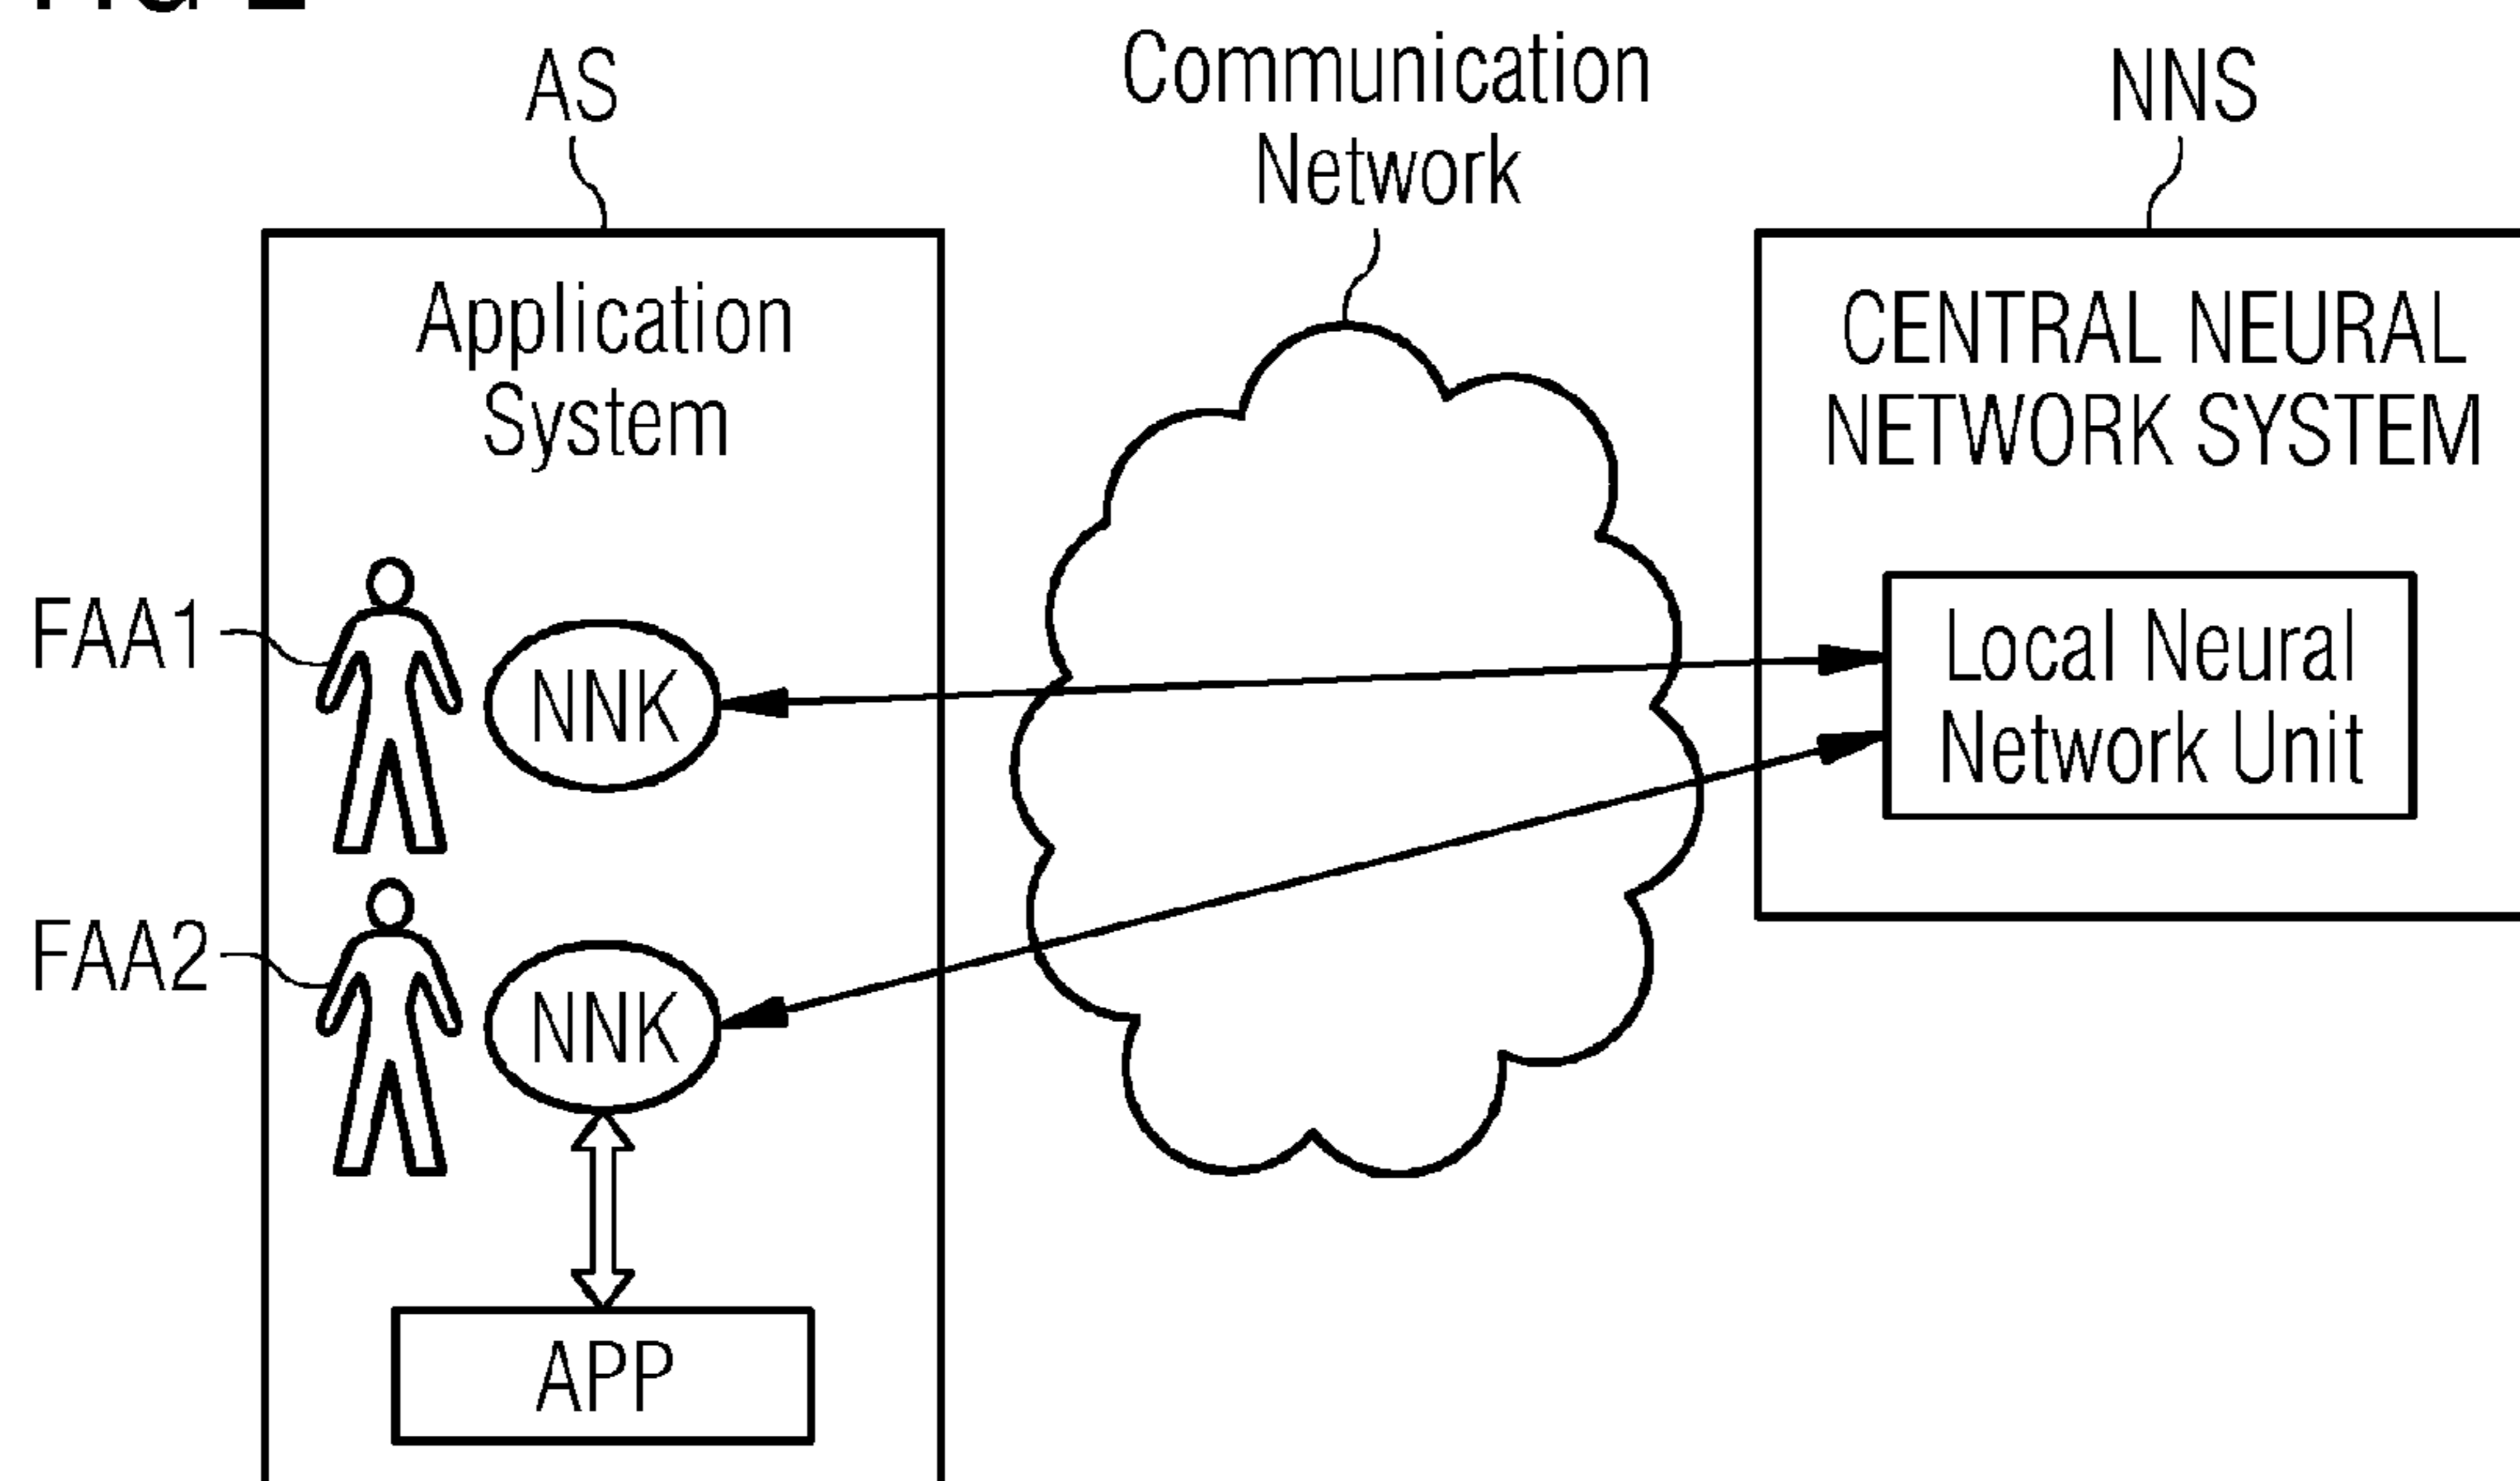 AS
Communication
Network
NNS
Application
System
CENTRAL NEURAL
NETWORK SYSTEM
FAA1
NNK
Local Neural
Network Unit
FAA2
NNK
APP